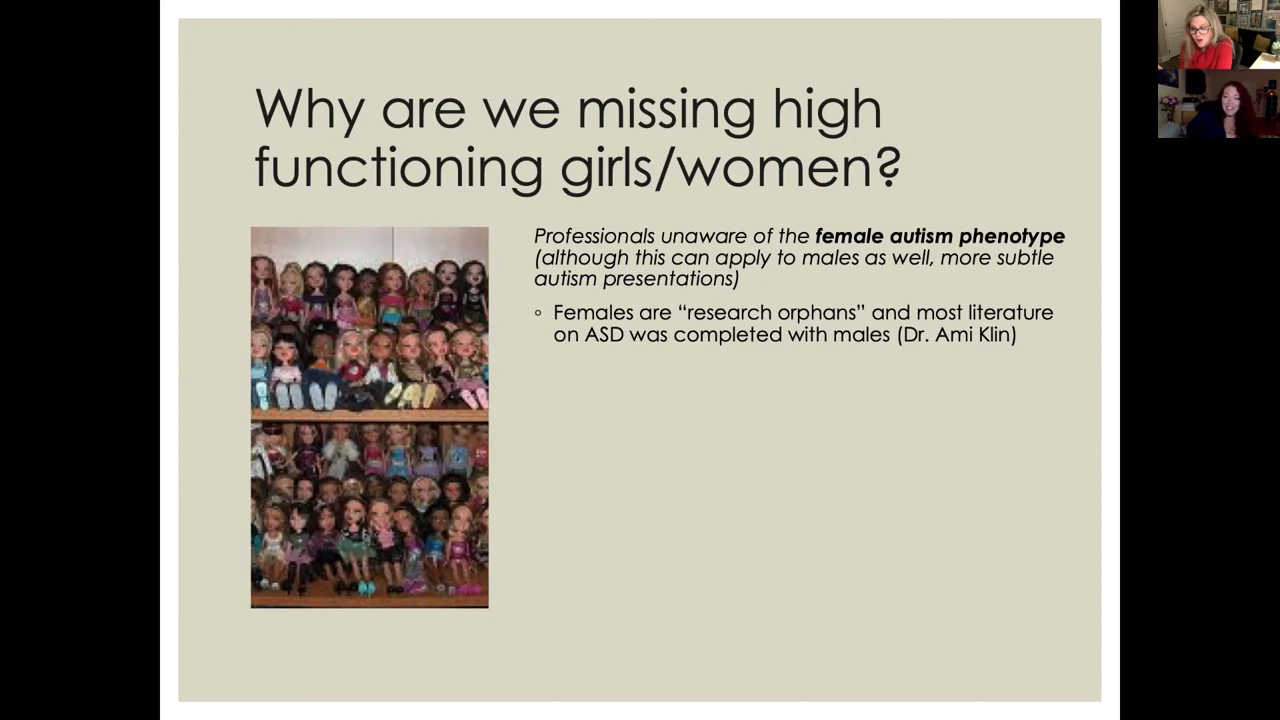 Why are we missing high
functioning girls/women?
Professionals unaware of the female autism phenotype
(although this can apply to males as well, more subtle
autism presentations)
◦ Females are “research orphans” and most literature
on ASD was completed with males (Dr. Ami Klin)